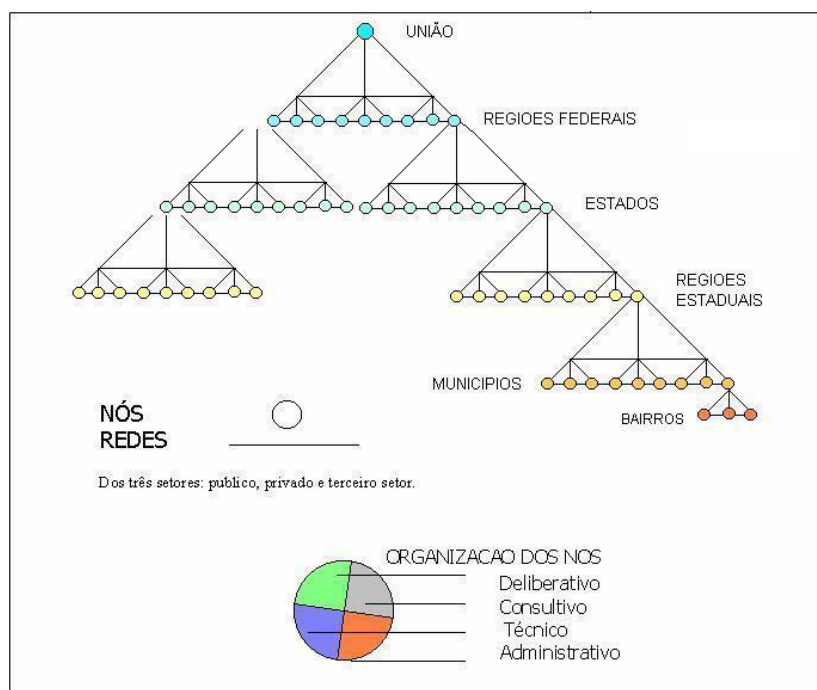 UNIÃO
REGIOES FEDERAIS
ESTADOS
REGIOES
ESTADUAIS
MUNICIPIOS
BAIRROS
NÓS
REDES
Dos três setores: publico, privado e terceiro setor.
ORGANIZACAO DOS NOS
Deliberativo
Consultivo
Técnico
Administrativo